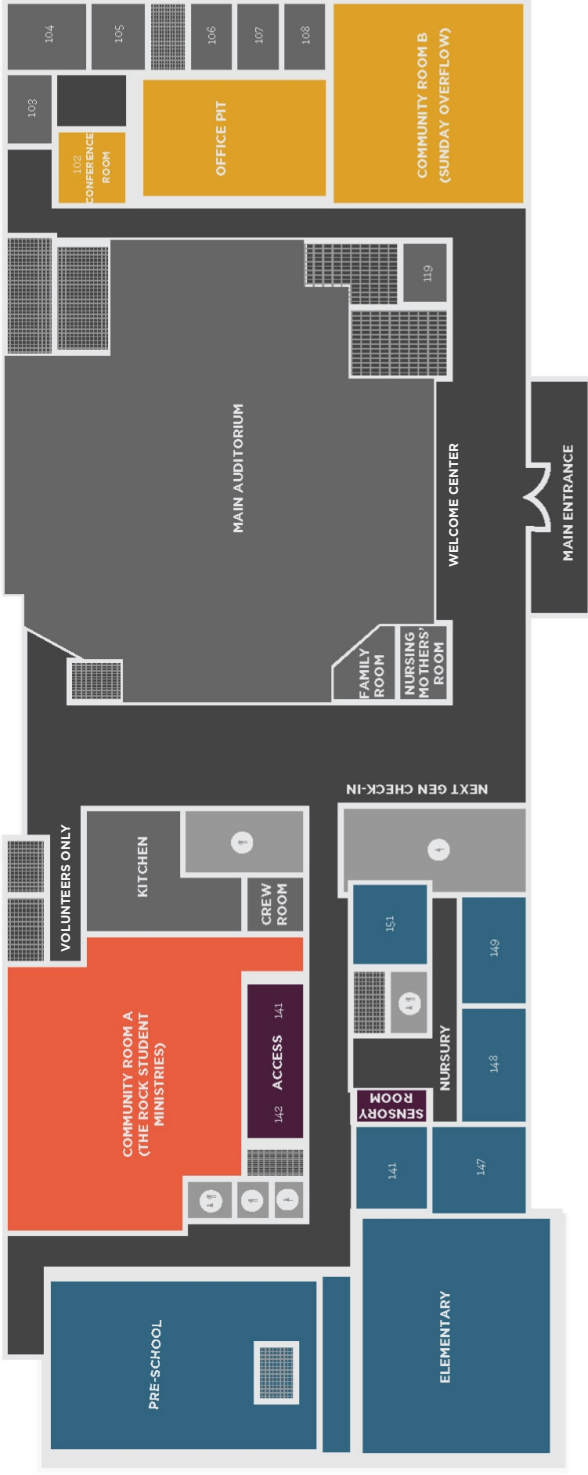 104
105
106
107
108
103
102
CONFERENCE
ROOM
OFFICE PIT
COMMUNITY ROOM B
(SUNDAY OVERFLOW)
119
MAIN AUDITORIUM
WELCOME CENTER
MAIN ENTRANCE
FAMILY
ROOM
NURSING
MOTHERS'
ROOM
NEXT GEN CHECK-IN
VOLUNTEERS ONLY
KITCHEN
CREW
ROOM
COMMUNITY ROOM A
(THE ROCK STUDENT
MINISTRIES)
142 ACCESS 141
151
149
NURSURY
148
SENSORY
ROOM
141
147
PRE-SCHOOL
ELEMENTARY